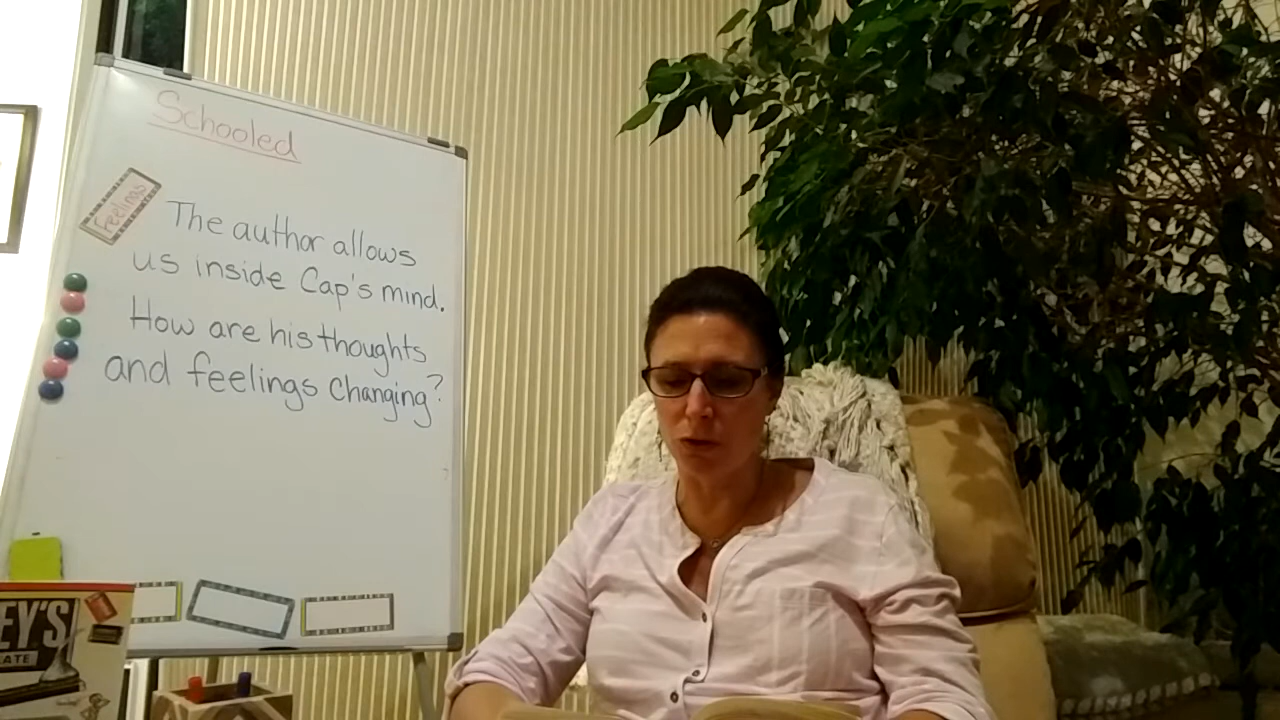 Schooled
Feelings
The author allows
us inside Cap's mind.
How are his thoughts
and feelings changing?
EY'S
ATE